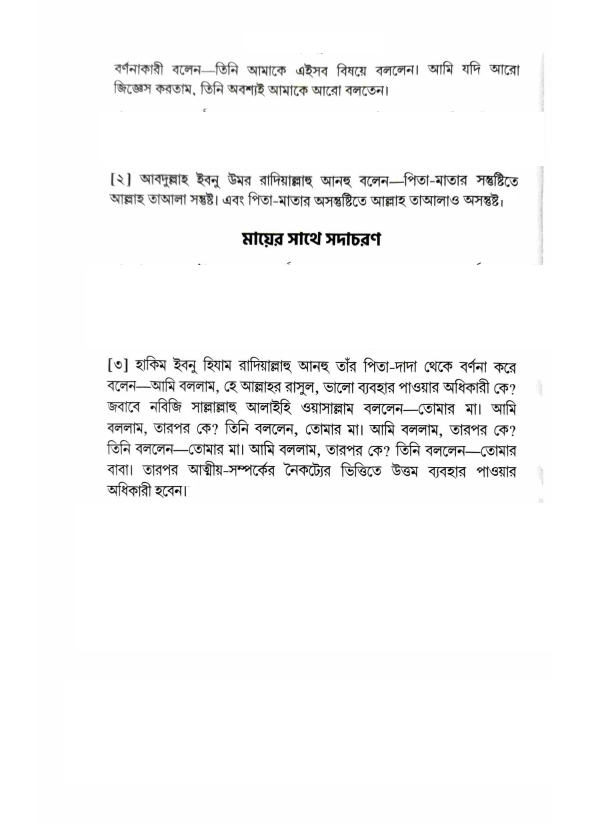 বর্ণনাকারী বলেন—তিনি আমাকে এইসব বিষয়ে বললেন। আমি যদি আরো
জিজ্ঞেস করতাম, তিনি অবশ্যই আমাকে আরো বলতেন।
[২] আবদুল্লাহ ইবনু উমর রাদিয়াল্লাহু আনহু বলেন—পিতা-মাতার সন্তুষ্টিতে
আল্লাহ তাআলা সন্তুষ্ট। এবং পিতা-মাতার অসন্তুষ্টিতে আল্লাহ তাআলাও অসন্তুষ্ট।
মায়ের সাথে সদাচরণ
[৩] হাকিম ইবনু হিযাম রাদিয়াল্লাহু আনহু তাঁর পিতা-দাদা থেকে বর্ণনা করে
বলেন—আমি বললাম, হে আল্লাহর রাসুল, ভালো ব্যবহার পাওয়ার অধিকারী কে?
জবাবে নবিজি সাল্লাল্লাহু আলাইহি ওয়াসাল্লাম বললেন—তোমার মা। আমি
বললাম, তারপর কে? তিনি বললেন, তোমার মা। আমি বললাম, তারপর কে?
তিনি বললেন—তোমার মা। আমি বললাম, তারপর কে? তিনি বললেন—তোমার
বাবা। তারপর আত্মীয়-সম্পর্কের নৈকট্যের ভিত্তিতে উত্তম ব্যবহার পাওয়ার
অধিকারী হবেন।